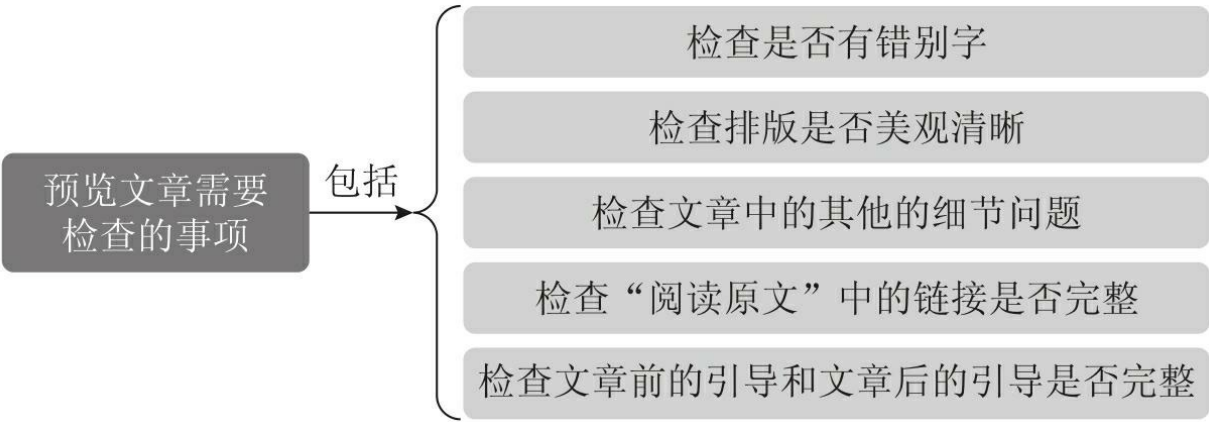 预览文章需要
检查的事项
包括
检查是否有错别字
检查排版是否美观清晰
检查文章中的其他的细节问题
检查“阅读原文”中的链接是否完整
检查文章前的引导和文章后的引导是否完整